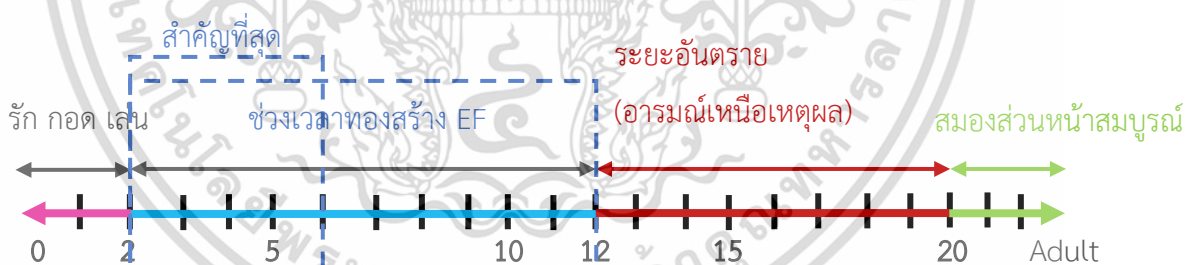 สำคัญที่สุด
ระยะอันตราย
รัก กอด เล่น
ช่วงเวลาทองสร้าง EF
(อารมณ์เหนือเหตุผล)
สมองส่วนหน้าสมบูรณ์
0 2 5 10 12 15 20 Adult